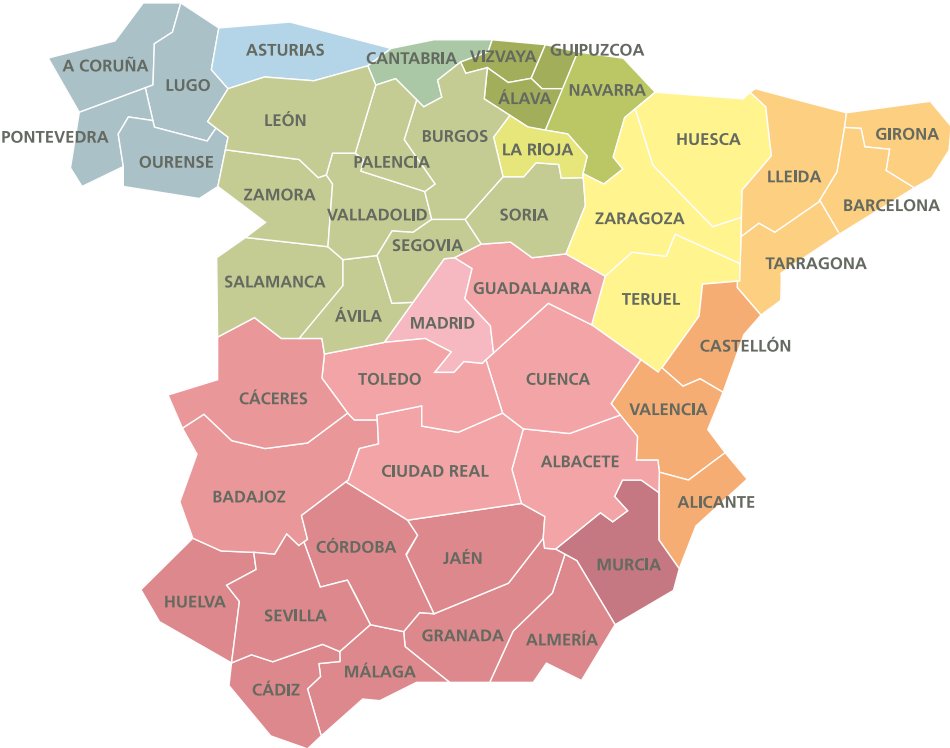 ASTURIAS
CANTABRIA
VIZVAYA
GUIPUZCOA
A CORUÑA
LUGO
ÁLAVA
NAVARRA
LEÓN
PONTEVEDRA
OURENSE
PALENCIA
BURGOS
LA RIOJA
HUESCA
GIRONA
LLEIDA
BARCELONA
ZAMORA
VALLADOLID
SORIA
ZARAGOZA
SEGOVIA
TARRAGONA
SALAMANCA
GUADALAJARA
TERUEL
ÁVILA
MADRID
CASTELLÓN
CÁCERES
TOLEDO
CUENCA
VALENCIA
BADAJOZ
CIUDAD REAL
ALBACETE
ALICANTE
CÓRDOBA
JAÉN
MURCIA
HUELVA
SEVILLA
GRANADA
ALMERÍA
CÁDIZ
MÁLAGA